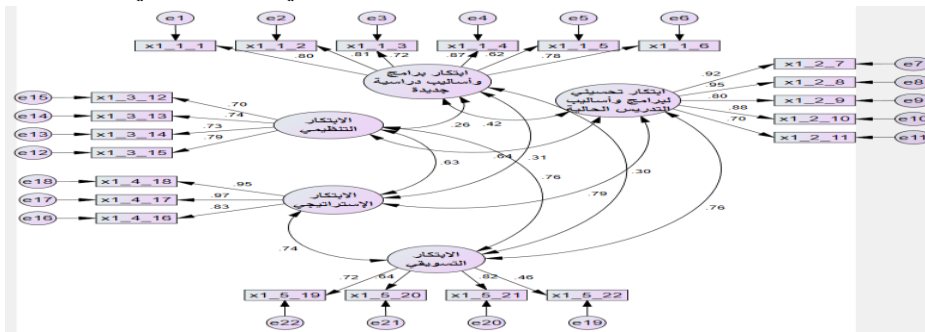 e1 e2 e3 e4 e5 e6
x1_1_1 x1_1_2 x1_1_3 x1_1_4 x1_1_5 x1_1_6
.80 .81 .72 .87 .62 .78
ابتكار برامج
وأساليب دراسية
جديدة
ابتكار تحسيني
لبرامج وأساليب
التدريس الحالية
.92 x1_2_7 e7
.95 x1_2_8 e8
.80 x1_2_9 e9
.88 x1_2_10 e10
.70 x1_2_11 e11
e15 x1_3_12 .70
e14 x1_3_13 .74
e13 x1_3_14 .73
e12 x1_3_15 .79
الابتكار
التنظيمي
.26 .42
.63 .64 .31
.76 .79 .30 .76
e18 x1_4_18 .95
e17 x1_4_17 .97
e16 x1_4_16 .83
الابتكار
الإستراتيجي
.74
الابتكار
التسويقي
.72 .64 .82 .46
x1_5_19 x1_5_20 x1_5_21 x1_5_22
e22 e21 e20 e19